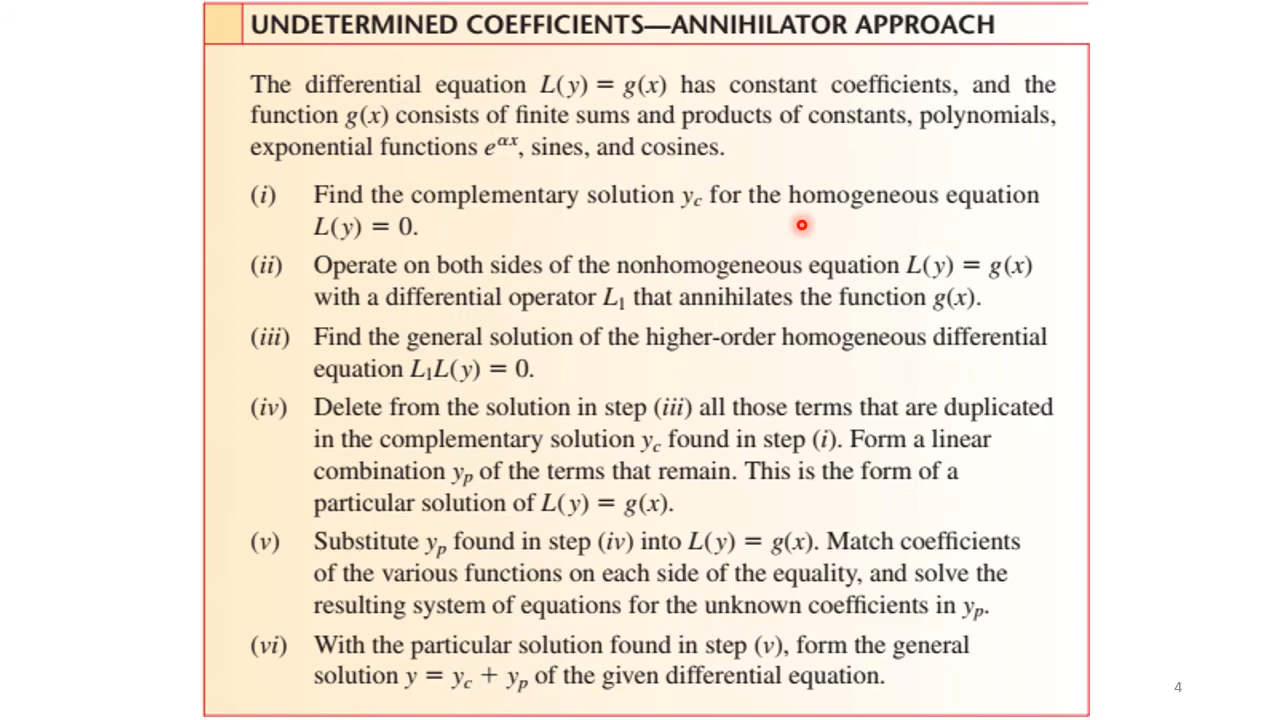 UNDETERMINED COEFFICIENTS—ANNIHILATOR APPROACH
The differential equation L(y) = g(x) has constant coefficients, and the
function g(x) consists of finite sums and products of constants, polynomials,
exponential functions e^αx, sines, and cosines.
(i) Find the complementary solution y_c for the homogeneous equation
L(y) = 0.
(ii) Operate on both sides of the nonhomogeneous equation L(y) = g(x)
with a differential operator L₁ that annihilates the function g(x).
(iii) Find the general solution of the higher-order homogeneous differential
equation L₁L(y) = 0.
(iv) Delete from the solution in step (iii) all those terms that are duplicated
in the complementary solution y_c found in step (i). Form a linear
combination y_p of the terms that remain. This is the form of a
particular solution of L(y) = g(x).
(v) Substitute y_p found in step (iv) into L(y) = g(x). Match coefficients
of the various functions on each side of the equality, and solve the
resulting system of equations for the unknown coefficients in y_p.
(vi) With the particular solution found in step (v), form the general
solution y = y_c + y_p of the given differential equation.
4